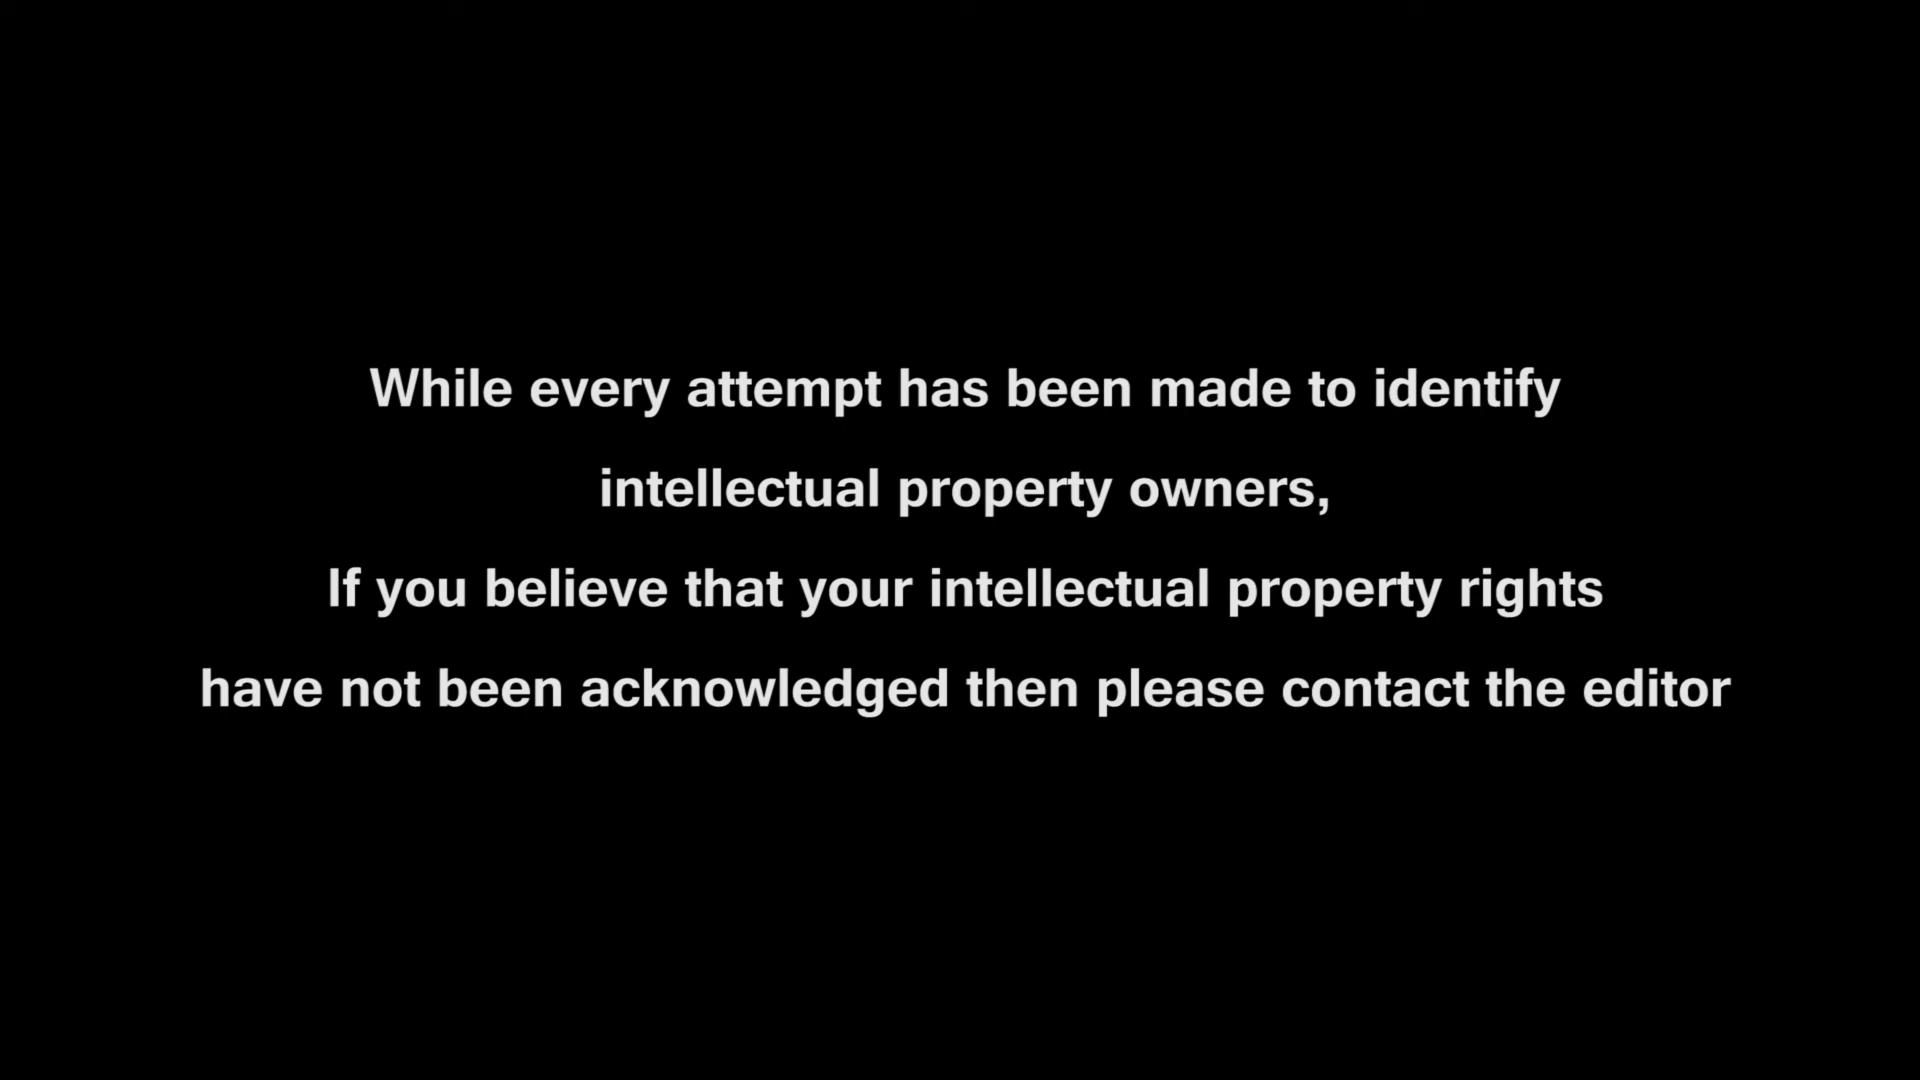 While every attempt has been made to identify
intellectual property owners,
If you believe that your intellectual property rights
have not been acknowledged then please contact the editor